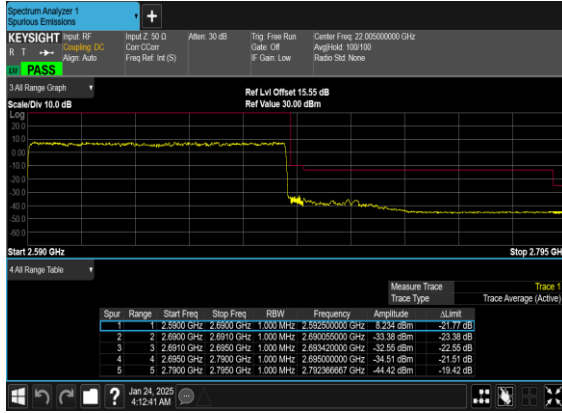 Spectrum Analyzer 1
Spurious Emissions
+
KEYSIGHT Input: RF Input Z: 50 Ω Atten: 30 dB Trig: Free Run Center Freq: 22.005000000 GHz
R T Coupling: DC Corr CCorr Gate: Off Avg|Hold: 100/100
Align: Auto Freq Ref: Int (S) IF Gain: Low Radio Std: None
PASS
3 All Range Graph
Ref Lvl Offset 15.55 dB
Scale/Div 10.0 dB Ref Value 30.00 dBm
Log
20.0
10.0
0.00
-10.0
-20.0
-30.0
-40.0
-50.0
-60.0
Start 2.590 GHz Stop 2.795 GH
4 All Range Table
Measure Trace Trace 1
Trace Type Trace Average (Active)
Spur Range Start Freq Stop Freq RBW Frequency Amplitude ΔLimit
1 1 2.5900 GHz 2.6900 GHz 1.000 MHz 2.592500000 GHz 8.234 dBm -21.77 dB
2 2 2.6900 GHz 2.6910 GHz 1.000 MHz 2.690055000 GHz -33.38 dBm -23.38 dB
3 3 2.6910 GHz 2.6950 GHz 1.000 MHz 2.693420000 GHz -32.55 dBm -22.55 dB
4 4 2.6950 GHz 2.7900 GHz 1.000 MHz 2.695000000 GHz -34.51 dBm -21.51 dB
5 5 2.7900 GHz 2.7950 GHz 1.000 MHz 2.792366667 GHz -44.42 dBm -19.42 dB
Jan 24, 2025
4:12:41 AM